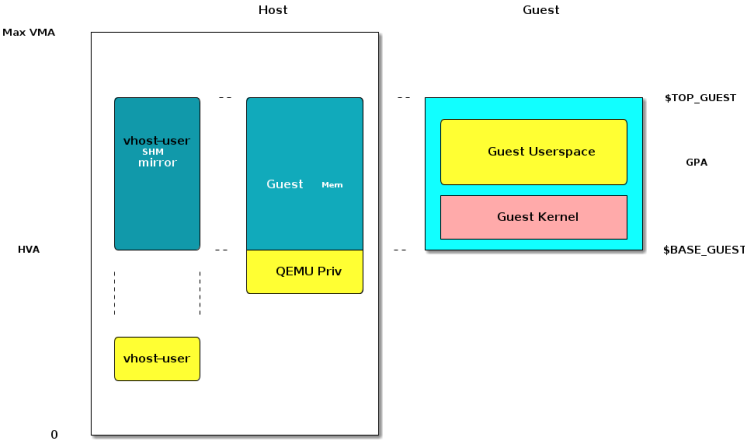 Host
Guest
Max VMA
$TOP_GUEST
vhost-user
SHM
mirror
Guest Mem
Guest Userspace
GPA
Guest Kernel
HVA
$BASE_GUEST
QEMU Priv
vhost-user
0